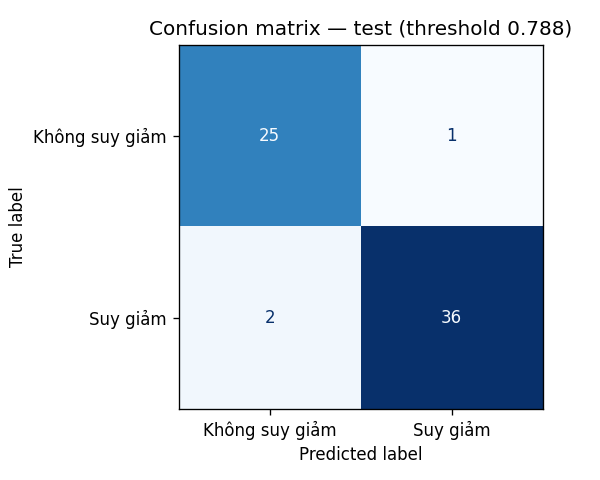 Confusion matrix — test (threshold 0.788)
True label
Không suy giảm
25
1
Suy giảm
2
36
Không suy giảm
Suy giảm
Predicted label